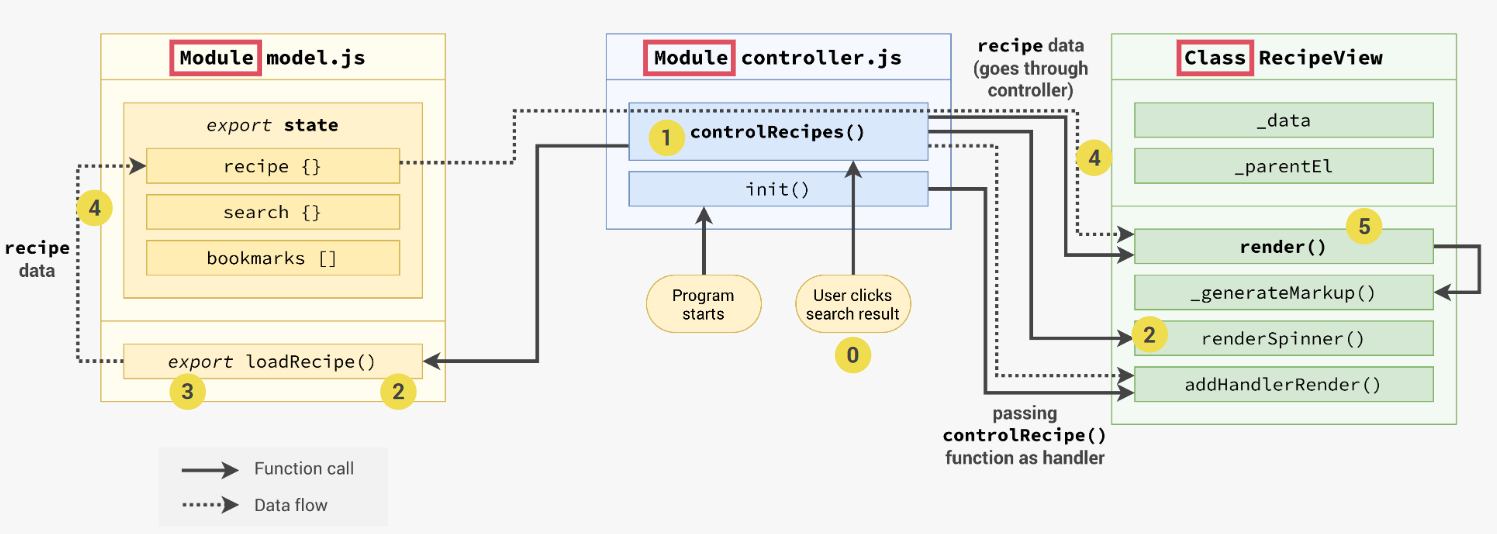 Module model.js
export state
recipe {}
search {}
bookmarks []
4
recipe
data
export loadRecipe()
3
2
Function call
Data flow
Module controller.js
1
controlRecipes()
init()
Program
starts
User clicks
search result
0
recipe data
(goes through
controller)
4
passing
controlRecipe()
function as handler
Class RecipeView
_data
_parentEl
5
render()
_generateMarkup()
2
renderSpinner()
addHandlerRender()